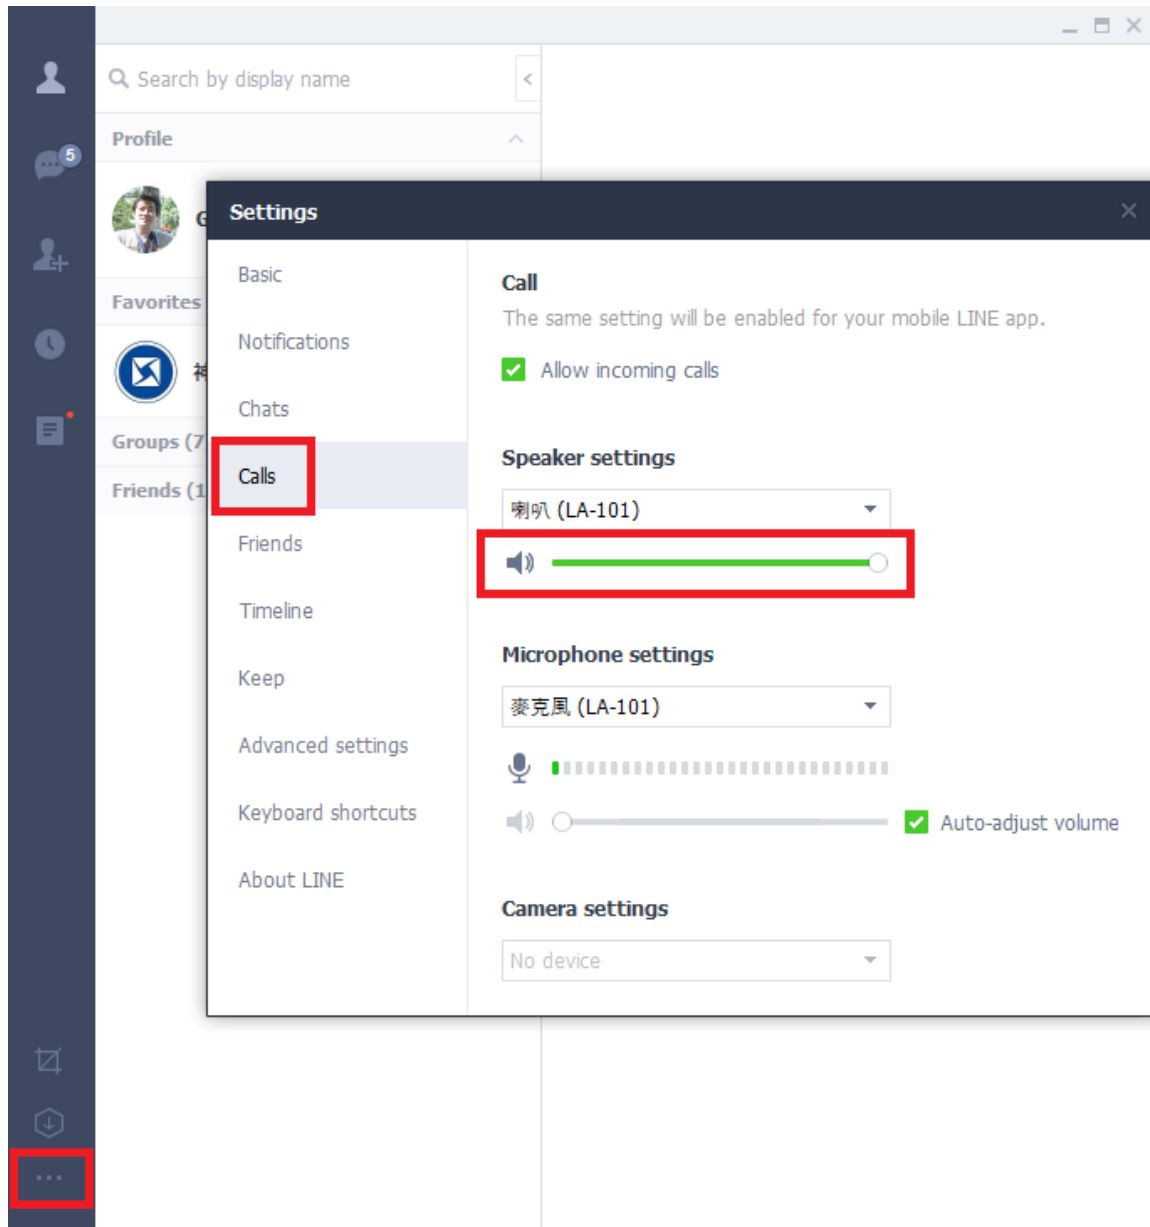 Search by display name
Profile
5
G
Favorites
神
Groups (7
Friends (1
Settings
Basic
Notifications
Chats
Calls
Friends
Timeline
Keep
Advanced settings
Keyboard shortcuts
About LINE
Call
The same setting will be enabled for your mobile LINE app.
Allow incoming calls
Speaker settings
喇叭 (LA-101)
Microphone settings
麥克風 (LA-101)
Auto-adjust volume
Camera settings
No device